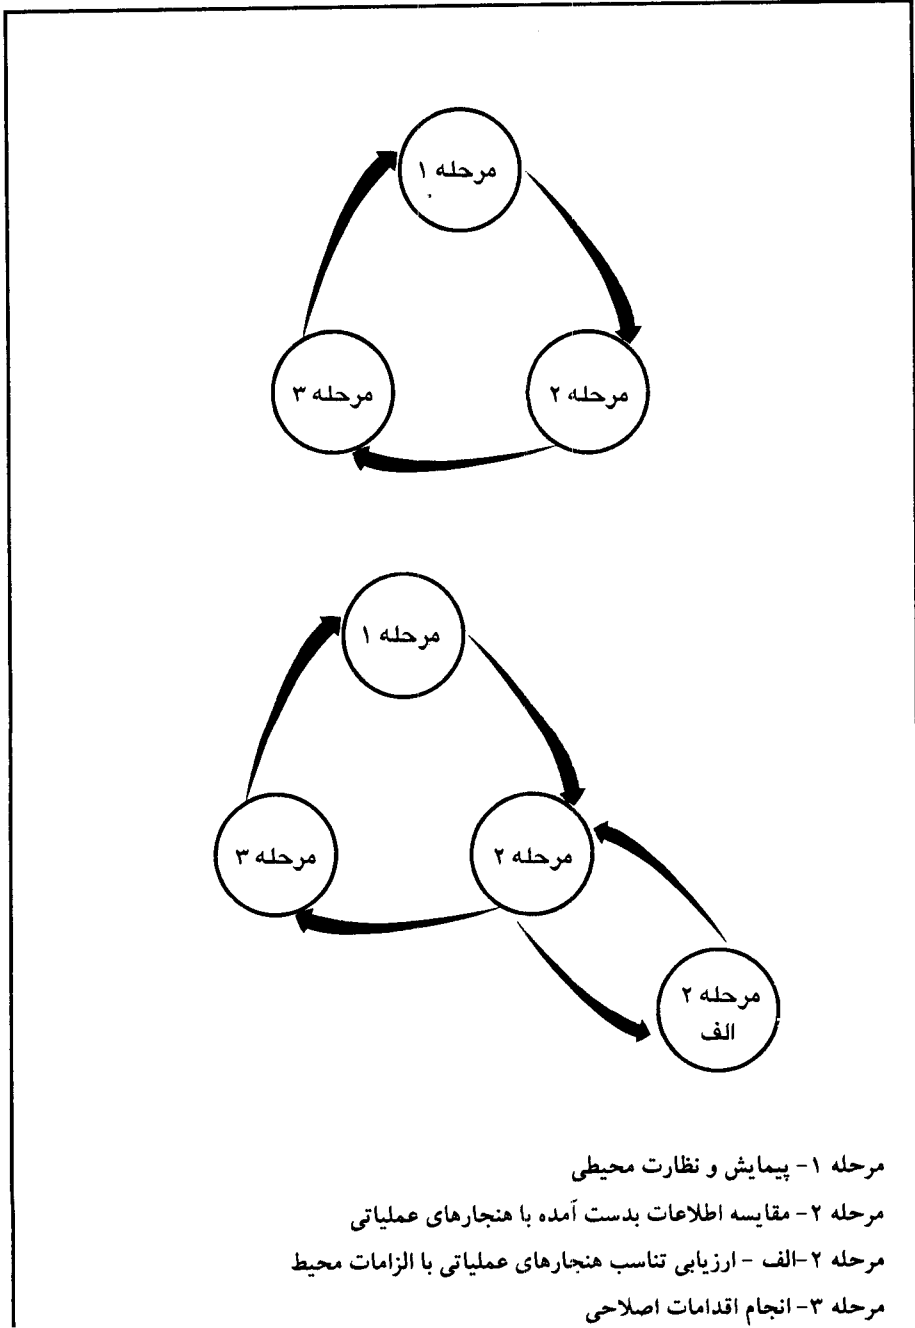 مرحله ۱
مرحله ۳
مرحله ۲
مرحله ۱
مرحله ۳
مرحله ۲
مرحله ۲
الف
مرحله ۱- پیمایش و نظارت محیطی
مرحله ۲- مقایسه اطلاعات بدست آمده با هنجارهای عملیاتی
مرحله ۲-الف - ارزیابی تناسب هنجارهای عملیاتی با الزامات محیط
مرحله ۳- انجام اقدامات اصلاحی